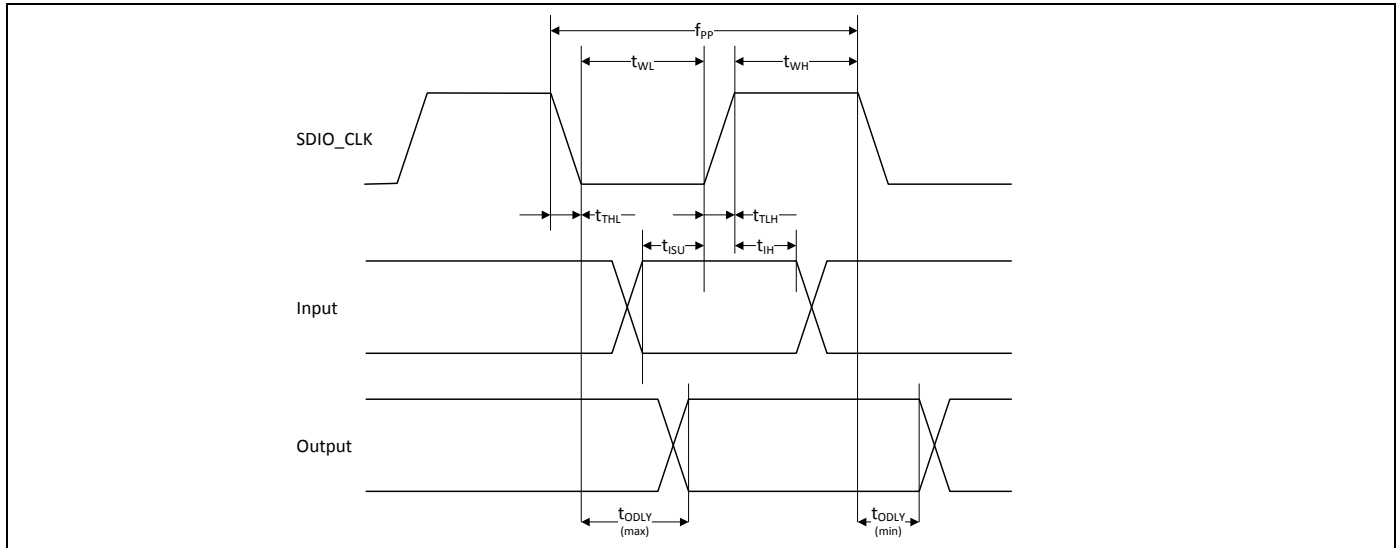 fPP
tWL
tWH
SDIO_CLK
tTHL
tTLH
tISU
tIH
Input
Output
tODLY
(max)
tODLY
(min)